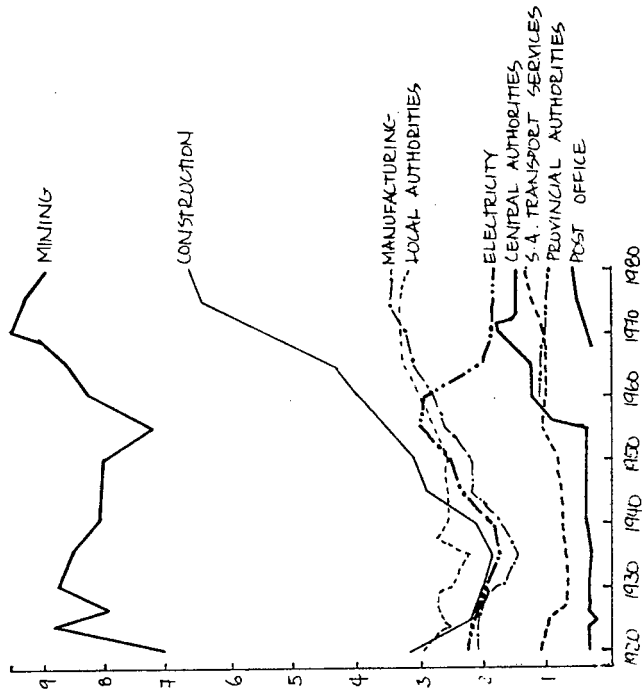 MINING
CONSTRUCTION
MANUFACTURING-
LOCAL AUTHORITIES
ELECTRICITY
CENTRAL AUTHORITIES
S.A. TRANSPORT SERVICES
PROVINCIAL AUTHORITIES
POST OFFICE
9
8
7
6
5
4
3
2
1
1920 1930 1940 1950 1960 1970 1980